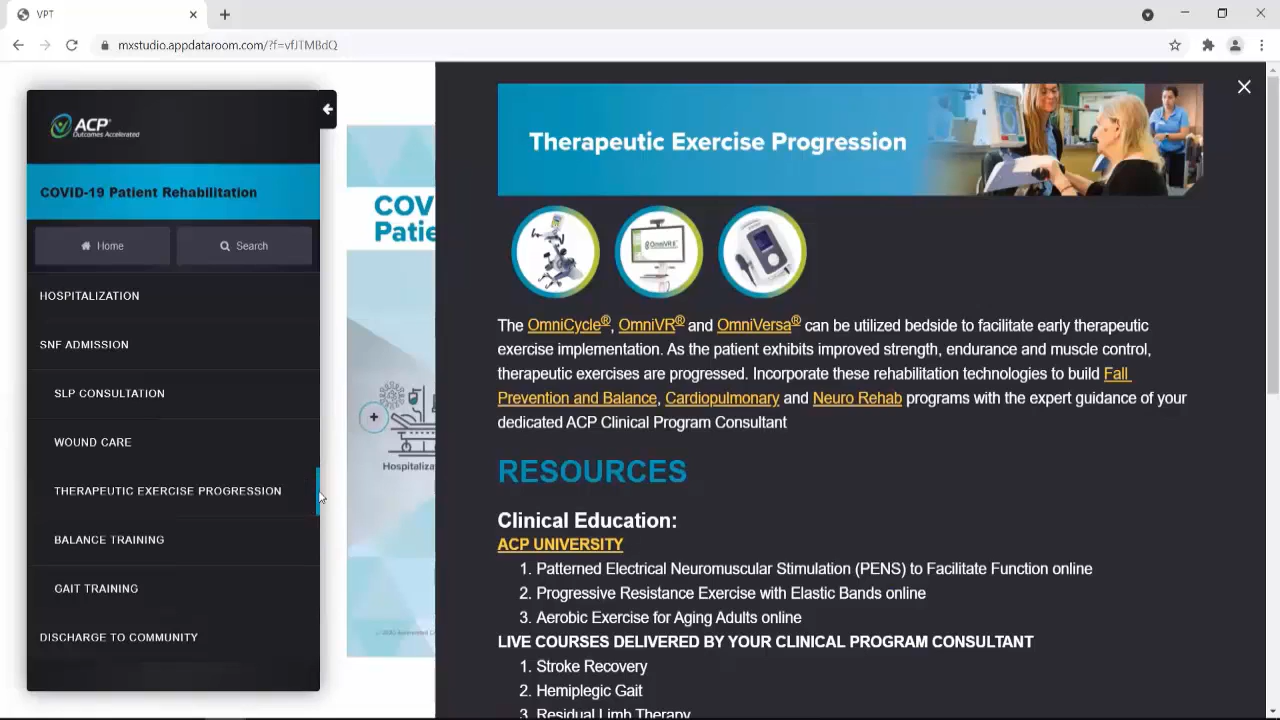 VPT
mxstudio.appdataroom.com/?f=vfJTMBdQ
ACP
Outcomes Accelerated
COVID-19 Patient Rehabilitation
Home
Search
HOSPITALIZATION
SNF ADMISSION
SLP CONSULTATION
WOUND CARE
THERAPEUTIC EXERCISE PROGRESSION
BALANCE TRAINING
GAIT TRAINING
DISCHARGE TO COMMUNITY
COV
Patie
Hospitaliza
Therapeutic Exercise Progression
OmniVR
The OmniCycle®, OmniVR® and OmniVersa® can be utilized bedside to facilitate early therapeutic
exercise implementation. As the patient exhibits improved strength, endurance and muscle control,
therapeutic exercises are progressed. Incorporate these rehabilitation technologies to build Fall
Prevention and Balance, Cardiopulmonary and Neuro Rehab programs with the expert guidance of your
dedicated ACP Clinical Program Consultant
RESOURCES
Clinical Education:
ACP UNIVERSITY
1. Patterned Electrical Neuromuscular Stimulation (PENS) to Facilitate Function online
2. Progressive Resistance Exercise with Elastic Bands online
3. Aerobic Exercise for Aging Adults online
LIVE COURSES DELIVERED BY YOUR CLINICAL PROGRAM CONSULTANT
1. Stroke Recovery
2. Hemiplegic Gait
3. Residual Limb Therapy